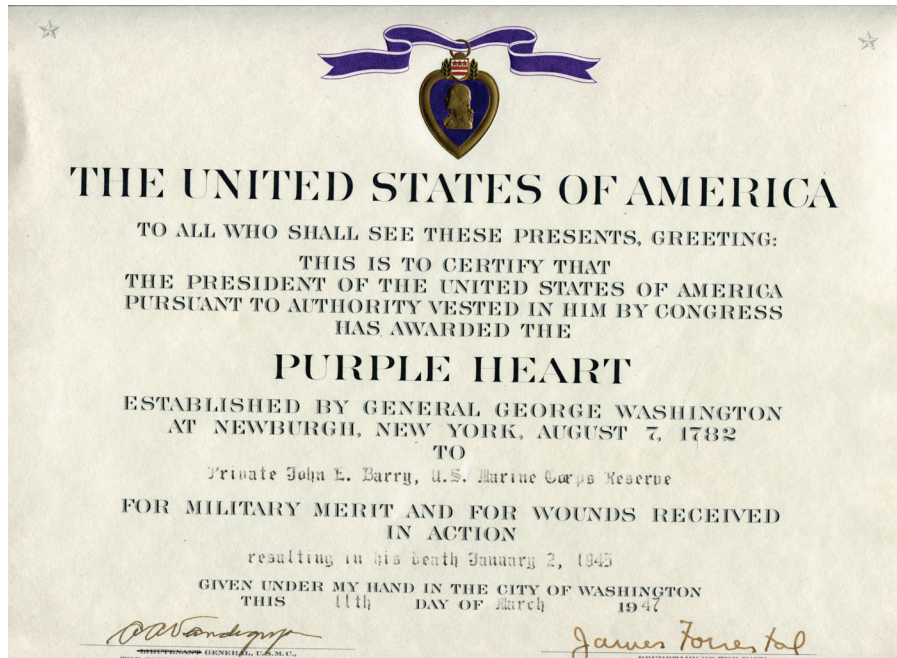 THE UNITED STATES OF AMERICA
TO ALL WHO SHALL SEE THESE PRESENTS, GREETING:
THIS IS TO CERTIFY THAT
THE PRESIDENT OF THE UNITED STATES OF AMERICA
PURSUANT TO AUTHORITY VESTED IN HIM BY CONGRESS
HAS AWARDED THE
PURPLE HEART
ESTABLISHED BY GENERAL GEORGE WASHINGTON
AT NEWBURGH, NEW YORK, AUGUST 7, 1782
TO
Private John E. Barry, U.S. Marine Corps Reserve
FOR MILITARY MERIT AND FOR WOUNDS RECEIVED
IN ACTION
resulting in his death January 2, 1945
GIVEN UNDER MY HAND IN THE CITY OF WASHINGTON
THIS 11th DAY OF March 1947
James Forrestal
LIEUTENANT GENERAL, U.S.M.C.,